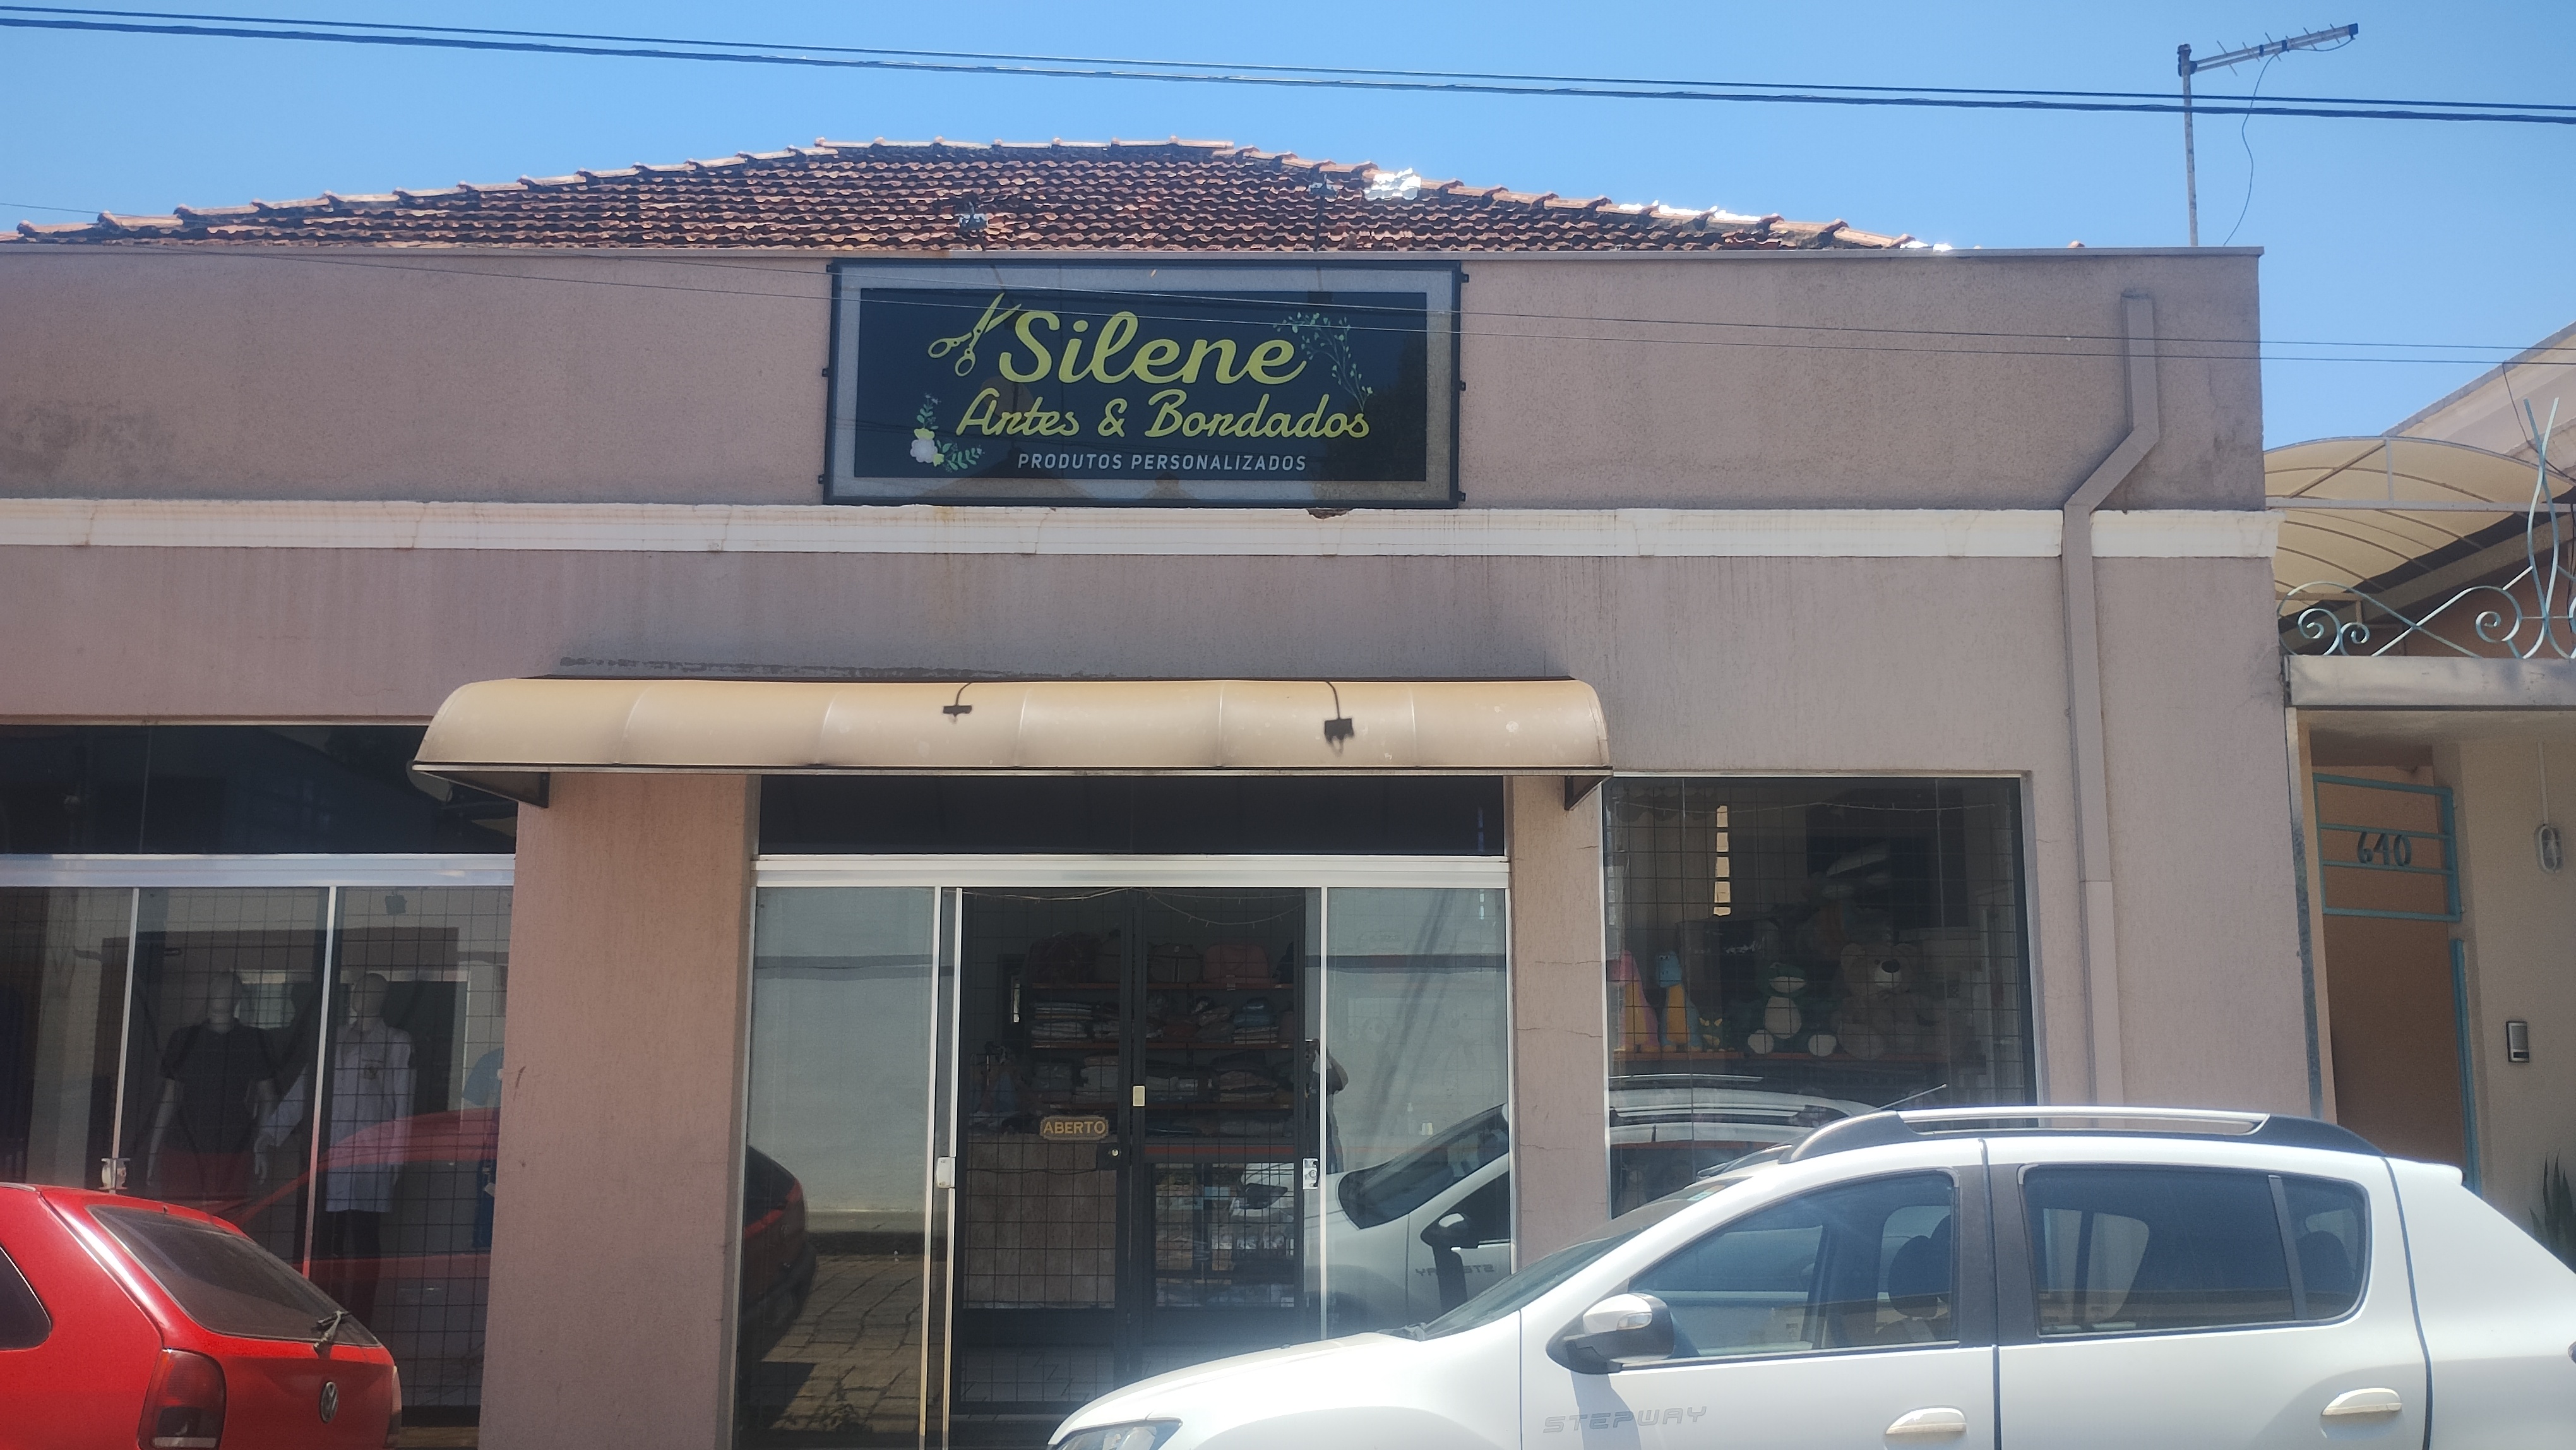 Silene
Artes & Bordados
PRODUTOS PERSONALIZADOS
640
ABERTO
STEPWAY